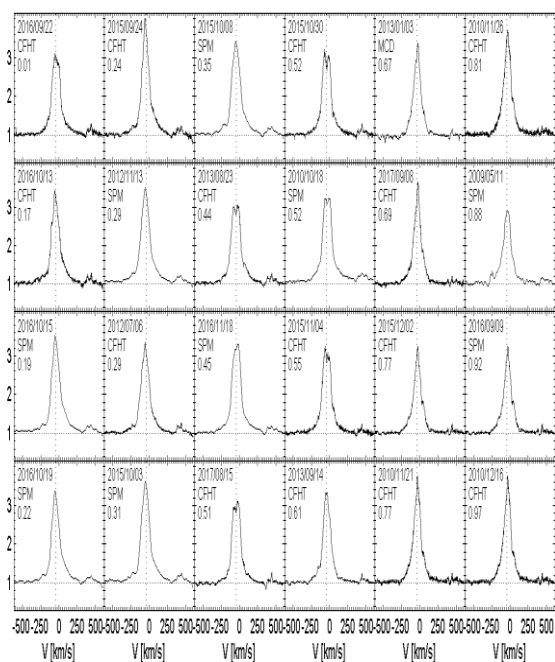 2016/09/22 2015/09/24 2015/10/08 2015/10/30 2013/01/03 2010/11/26
CFHT CFHT SPM CFHT MCD CFHT
0.01 0.24 0.35 0.52 0.67 0.81
3
2
1
2016/10/13 2012/11/13 2013/08/23 2010/10/18 2017/09/08 2009/05/11
CFHT SPM CFHT SPM CFHT SPM
0.17 0.29 0.44 0.52 0.69 0.88
3
2
1
2016/10/15 2012/07/06 2016/11/18 2015/11/04 2015/12/02 2016/09/09
SPM CFHT SPM CFHT CFHT SPM
0.19 0.29 0.45 0.55 0.77 0.92
3
2
1
2016/10/19 2015/10/03 2017/08/15 2013/09/14 2010/11/21 2010/12/16
SPM SPM CFHT CFHT CFHT CFHT
0.22 0.31 0.51 0.61 0.77 0.97
3
2
1
-500-250 0 250 500-500-250 0 250 500-500-250 0 250 500-500-250 0 250 500-500-250 0 250 500-500-250 0 250 500
V [km/s] V [km/s] V [km/s] V [km/s] V [km/s] V [km/s]